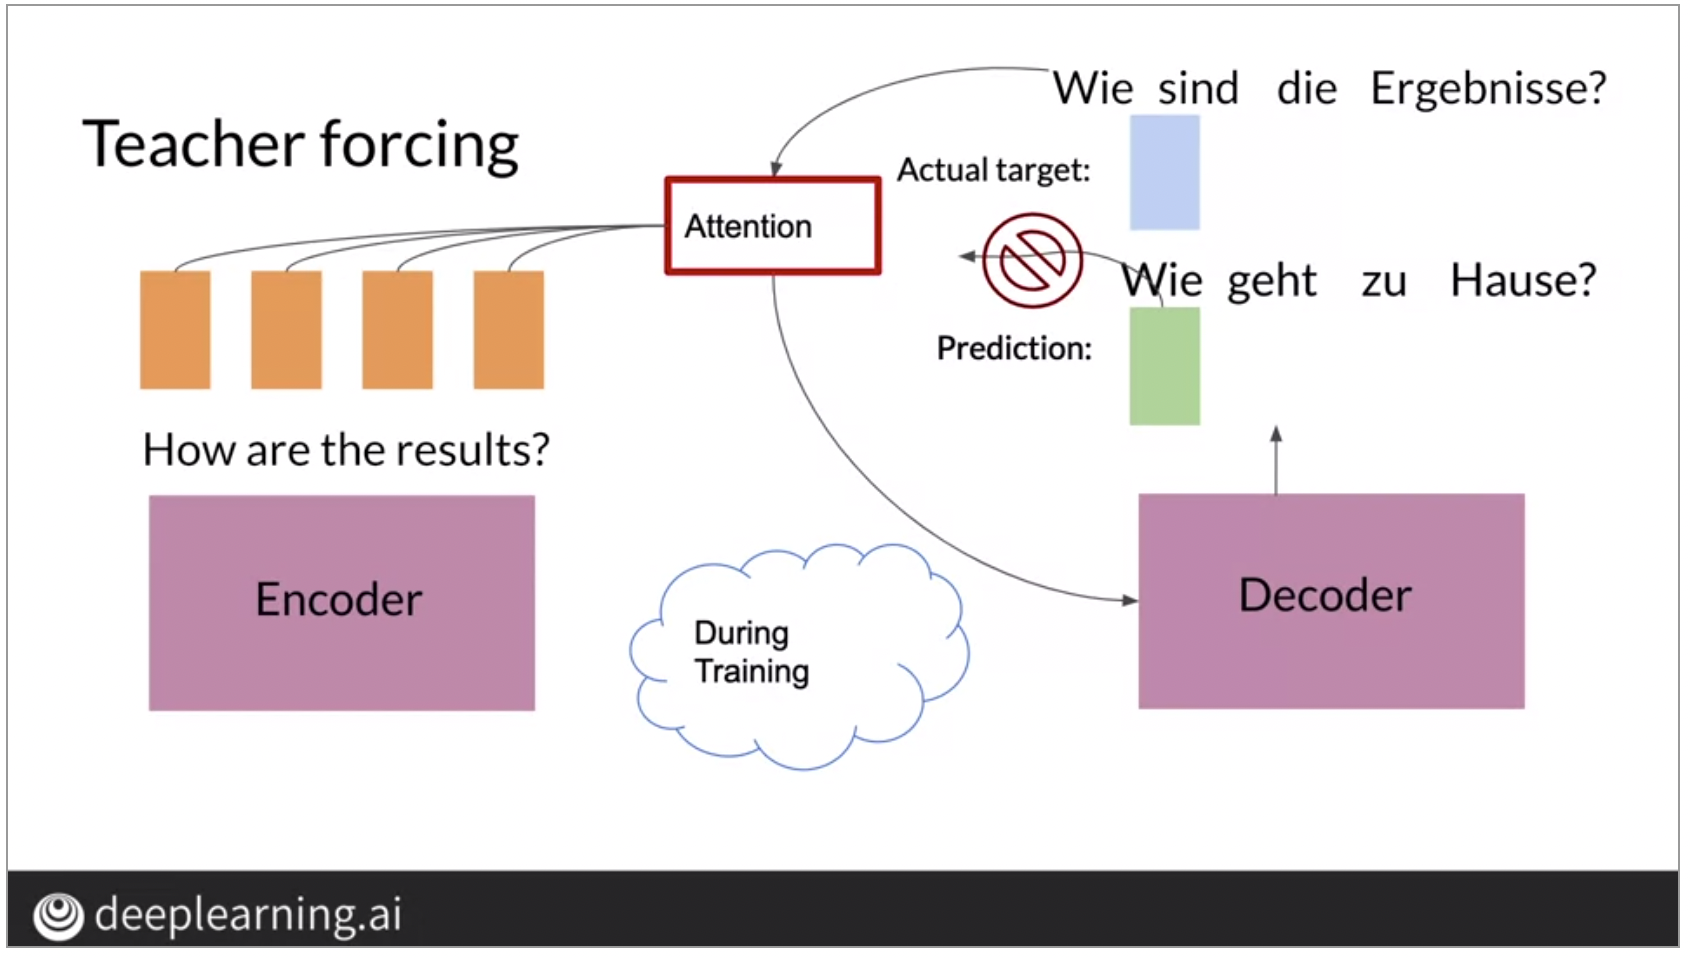 Teacher forcing
Wie sind die Ergebnisse?
Actual target:
Attention
Wie geht zu Hause?
Prediction:
How are the results?
Encoder
During
Training
Decoder
deeplearning.ai